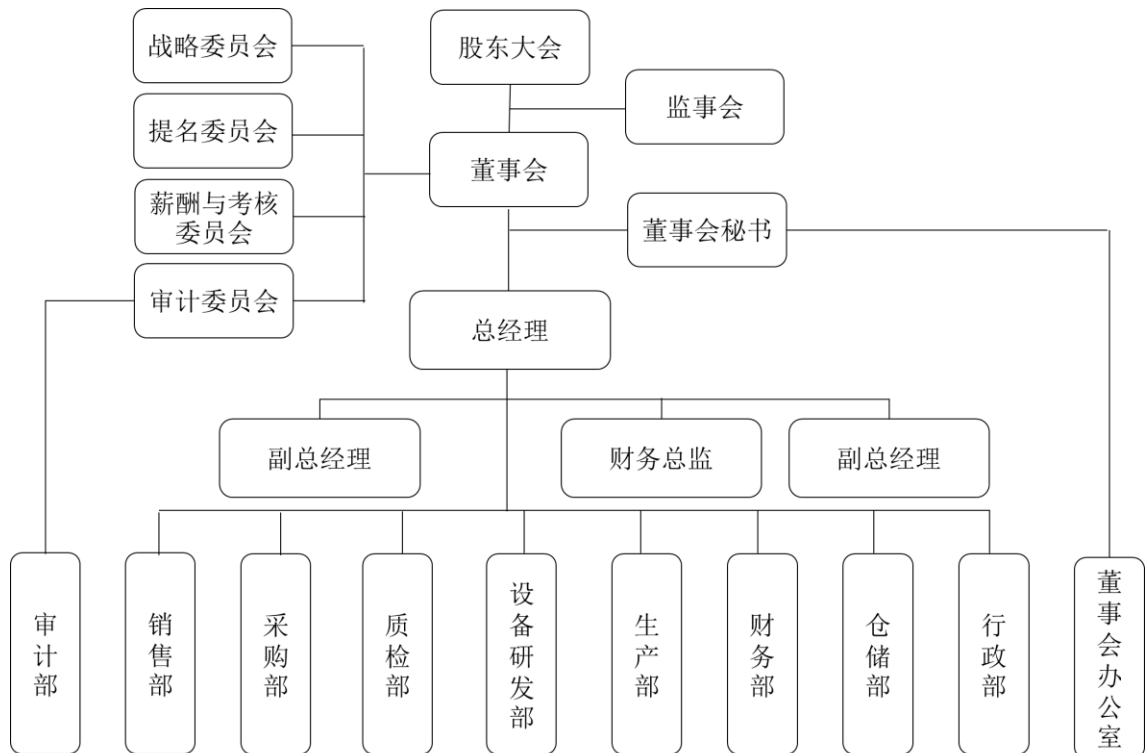 战略委员会
股东大会
监事会
提名委员会
董事会
薪酬与考核
委员会
董事会秘书
审计委员会
总经理
副总经理
财务总监
副总经理
审计部
销售部
采购部
质检部
设备研发部
生产部
财务部
仓储部
行政部
董事会办公室